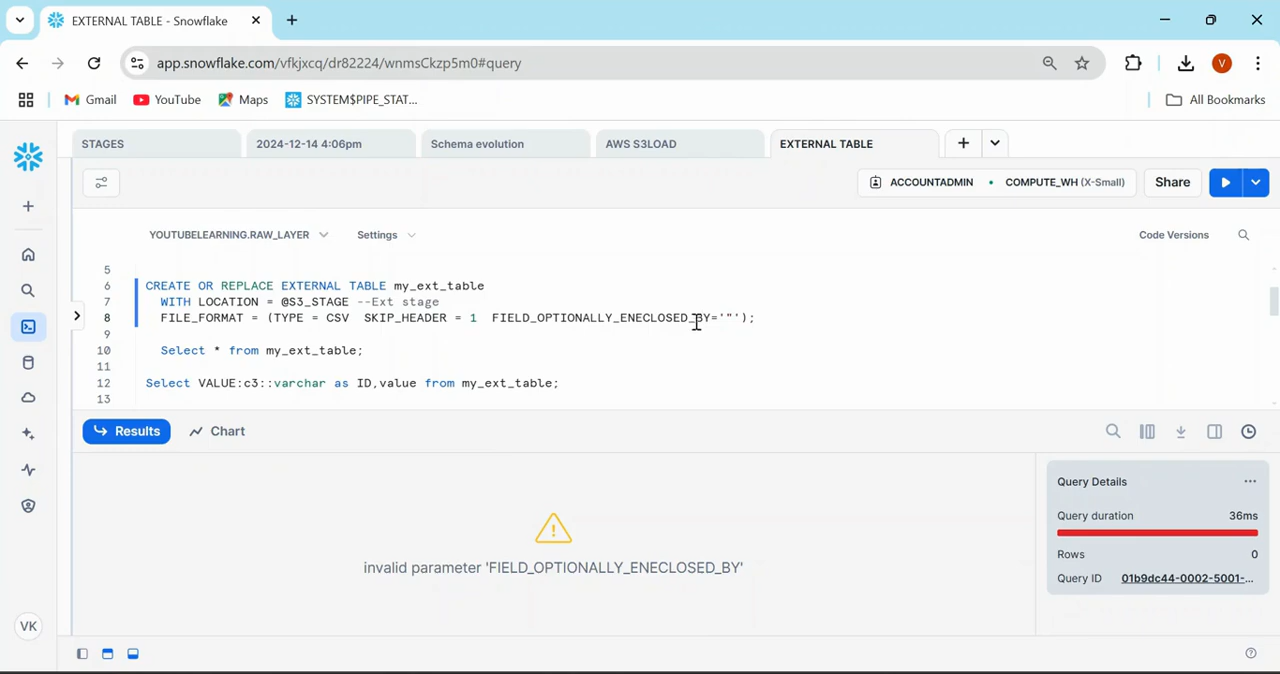 EXTERNAL TABLE - Snowflake
app.snowflake.com/vfkjxcq/dr82224/wnmsCkzp5m0#query
V
Gmail
YouTube
Maps
SYSTEM$PIPE_STAT...
All Bookmarks
STAGES
2024-12-14 4:06pm
Schema evolution
AWS S3LOAD
EXTERNAL TABLE
ACCOUNTADMIN • COMPUTE_WH (X-Small)
Share
YOUTUBELEARNING.RAW_LAYER
Settings
Code Versions
5
6 CREATE OR REPLACE EXTERNAL TABLE my_ext_table
7 WITH LOCATION = @S3_STAGE --Ext stage
8 FILE_FORMAT = (TYPE = CSV SKIP_HEADER = 1 FIELD_OPTIONALLY_ENECLOSED_BY='"');
9
10 Select * from my_ext_table;
11
12 Select VALUE:c3::varchar as ID,value from my_ext_table;
13
Results
Chart
invalid parameter 'FIELD_OPTIONALLY_ENECLOSED_BY'
Query Details
...
Query duration 36ms
Rows 0
Query ID 01b9dc44-0002-5001-...
VK